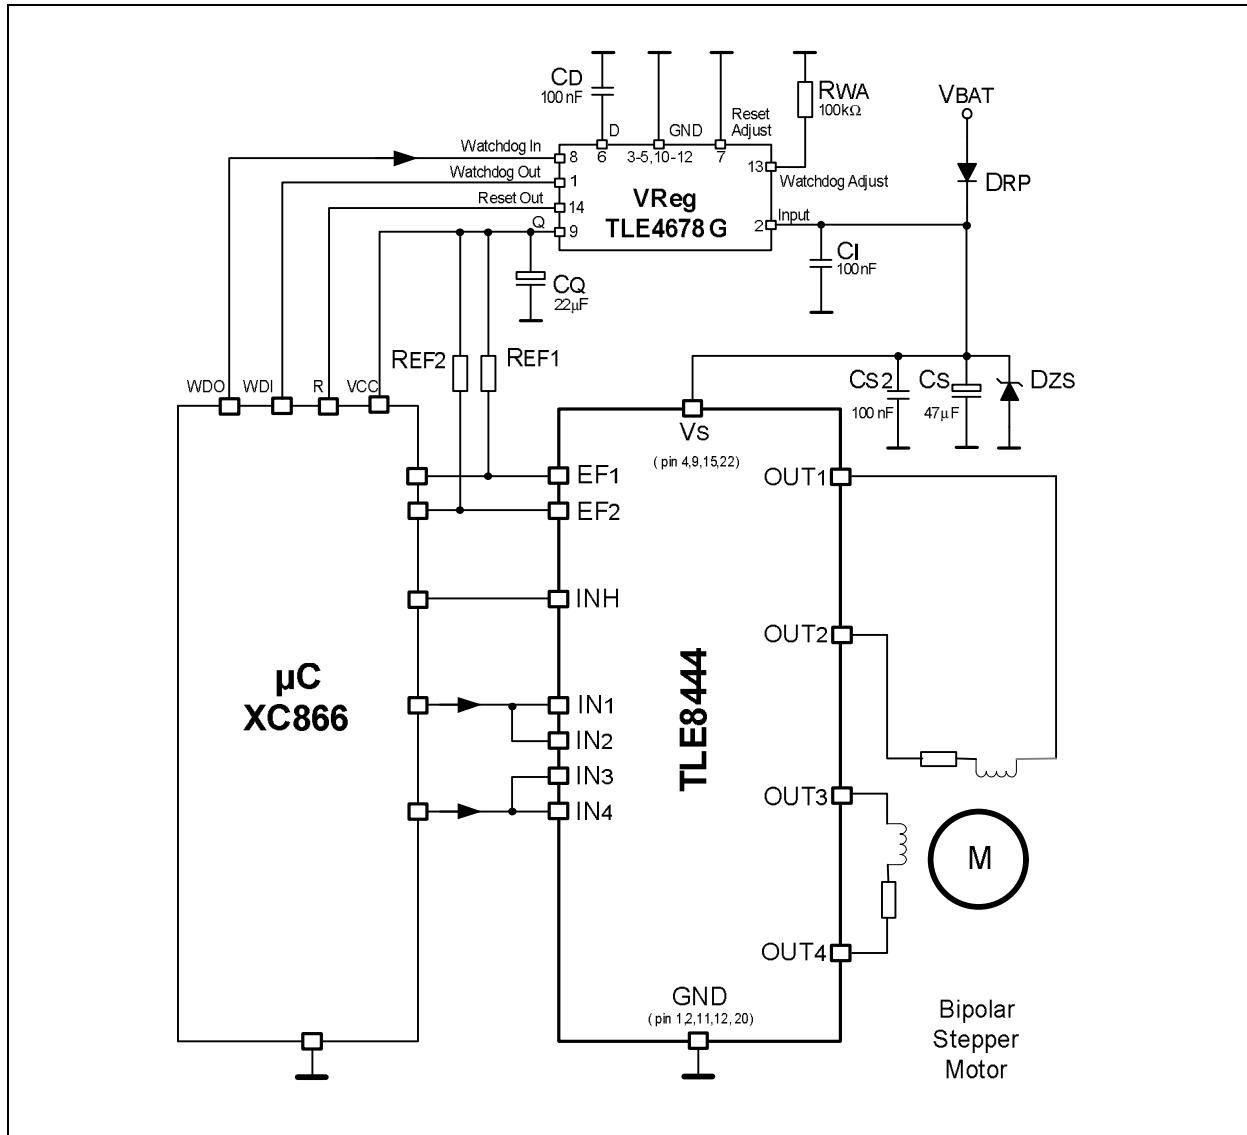 CD
100 nF
RWA
100kΩ
VBAT
Reset
Adjust
D
GND
Watchdog In
8
6
3-5,10-12
7
13
DRP
Watchdog Out
1
VReg
Watchdog Adjust
Reset Out
14
TLE4678 G
2
Input
Q
9
CI
100nF
CQ
22µF
REF2
REF1
WDO
WDI
R
VCC
CS2
100 nF
CS
47µF
DZS
VS
( pin 4,9,15,22)
EF1
OUT1
EF2
INH
OUT2
µC
XC866
TLE8444
IN1
IN2
IN3
OUT3
IN4
M
OUT4
GND
( pin 1,2,11,12, 20)
Bipolar
Stepper
Motor